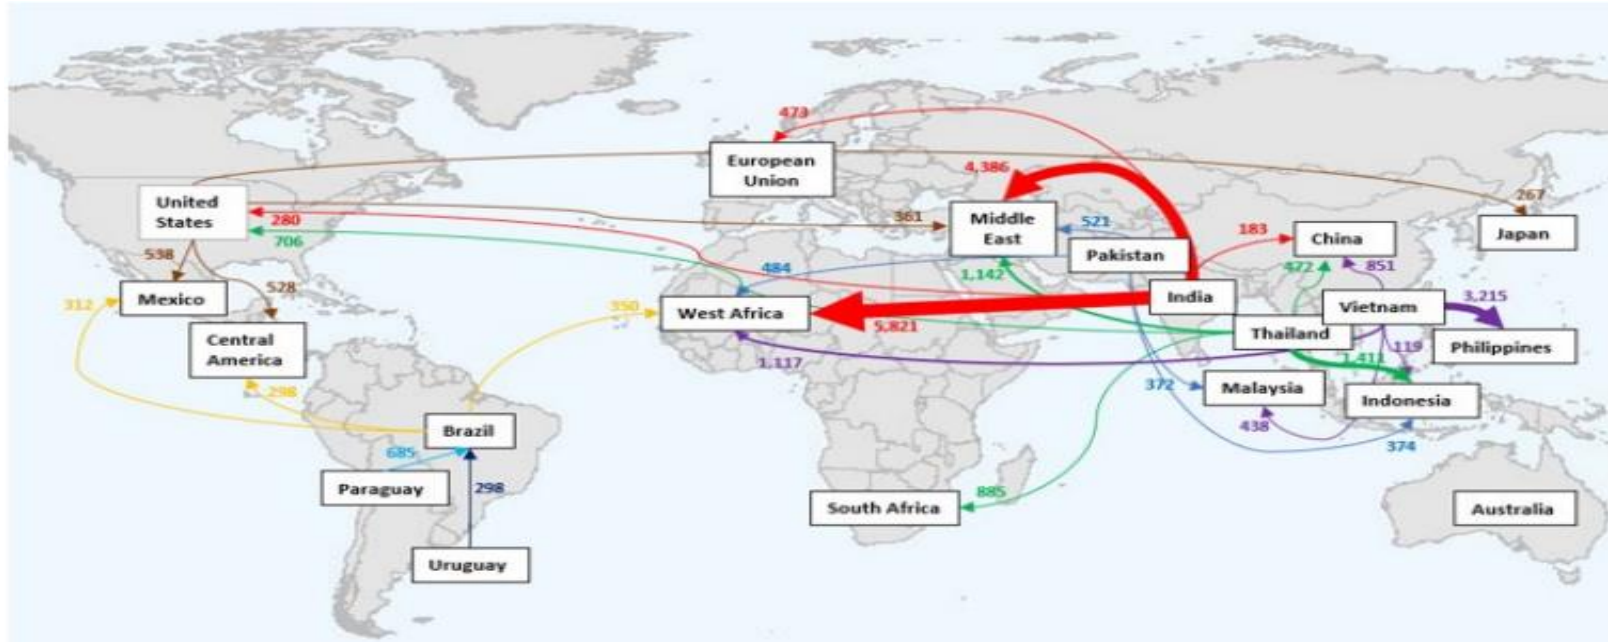 473
European
Union
4,386
United
States
267
280
361
Middle
East
521
183
China
Japan
706
Pakistan
538
484
1,142
472
851
312
Mexico
528
350
West Africa
India
Vietnam
3,215
5,821
Thailand
Central
America
1,117
119
Philippines
1,411
298
372
Malaysia
Indonesia
Brazil
438
374
685
Paraguay
298
885
South Africa
Australia
Uruguay